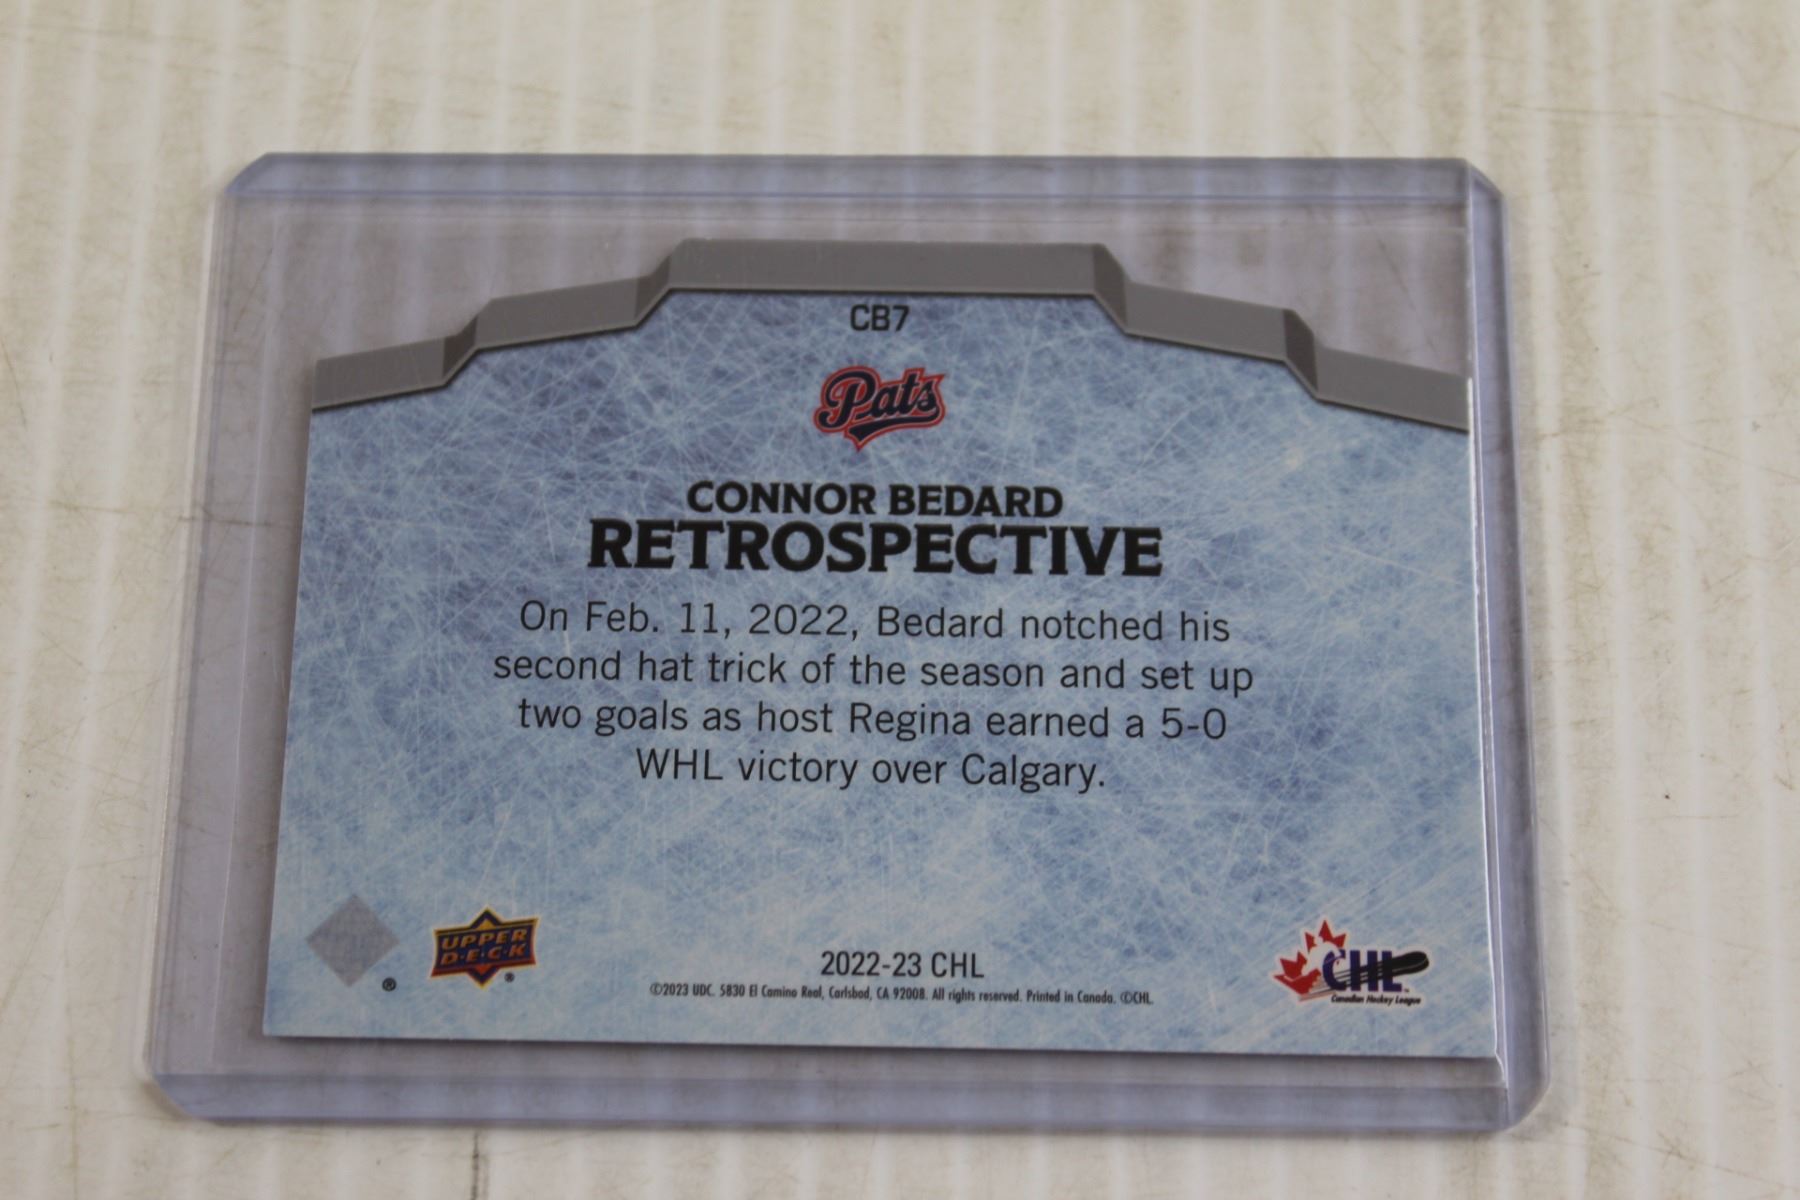 CB7
Pats
CONNOR BEDARD
RETROSPECTIVE
On Feb. 11, 2022, Bedard notched his
second hat trick of the season and set up
two goals as host Regina earned a 5-0
WHL victory over Calgary.
®
UPPER
D·E·C·K
®
2022-23 CHL
©2023 UDC. 5830 El Camino Real, Carlsbad, CA 92008. All rights reserved. Printed in Canada. ©CHL.
CHL
Canadian Hockey League